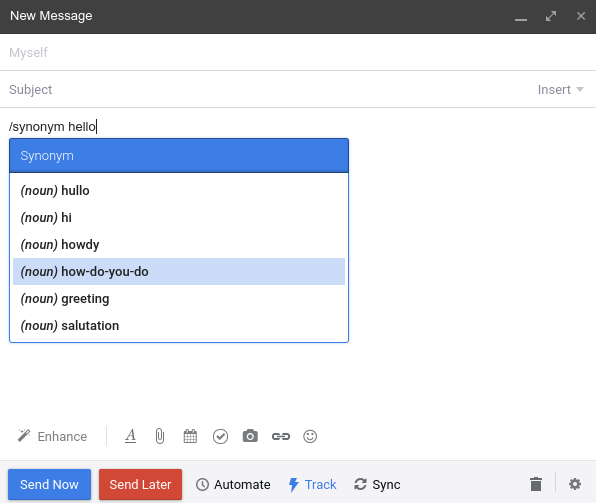 New Message
Myself
Subject Insert
/synonym hello
Synonym
(noun) hullo
(noun) hi
(noun) howdy
(noun) how-do-you-do
(noun) greeting
(noun) salutation
Enhance A
Send Now Send Later Automate Track Sync